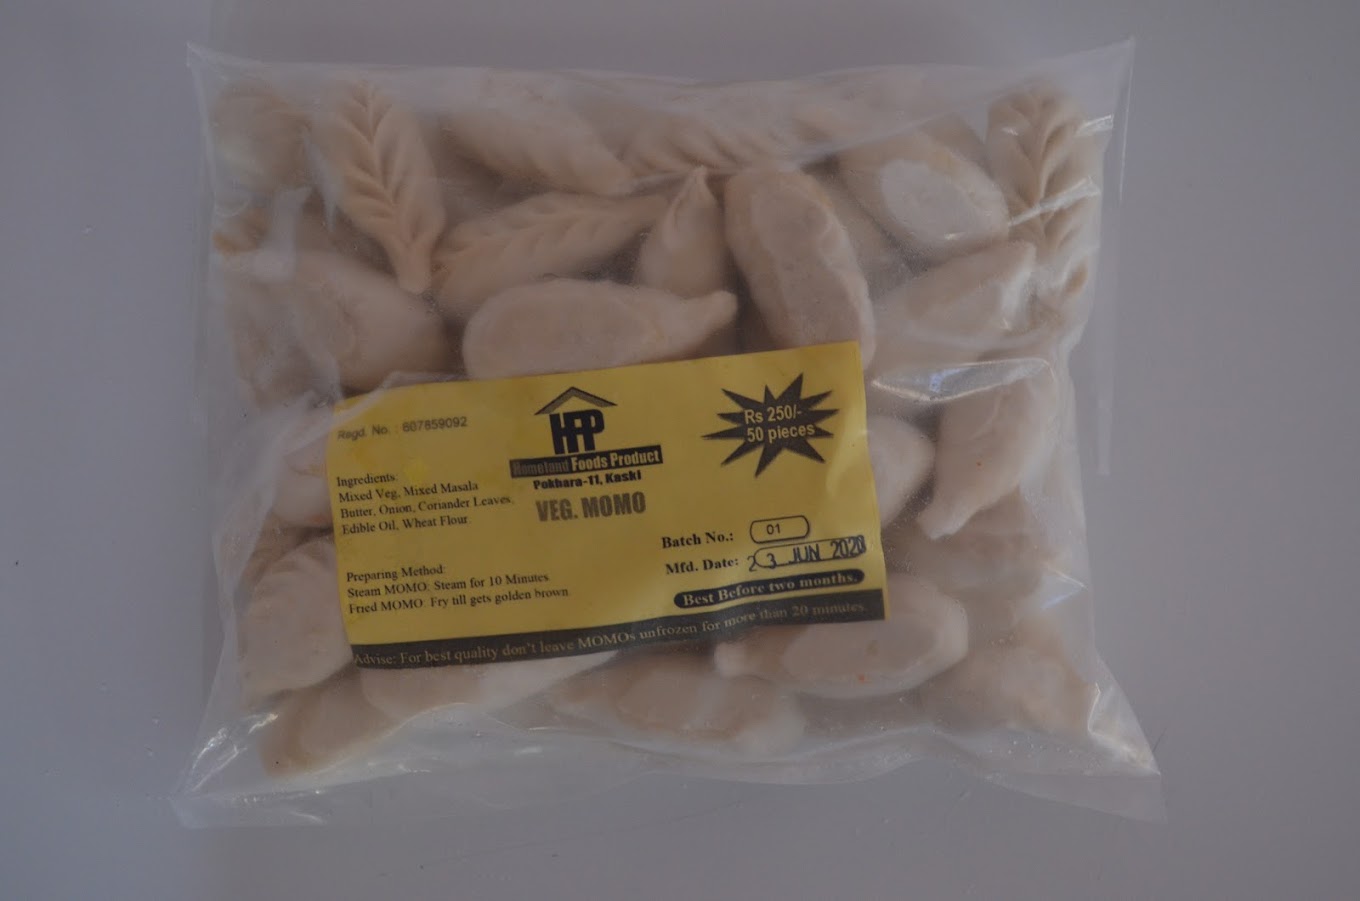 Regd. No. : 607859092
HFP
Homeland Foods Product
Pokhara-11, Kaski
VEG. MOMO
Rs 250/-
50 pieces
Ingredients:
Mixed Veg, Mixed Masala
Butter, Onion, Coriander Leaves,
Edible Oil, Wheat Flour.
Preparing Method:
Steam MOMO: Steam for 10 Minutes.
Fried MOMO: Fry till gets golden brown.
Batch No.: 01
Mfd. Date: 23 JUN 2020
Best Before two months.
Advise: For best quality don't leave MOMOs unfrozen for more than 20 minutes.